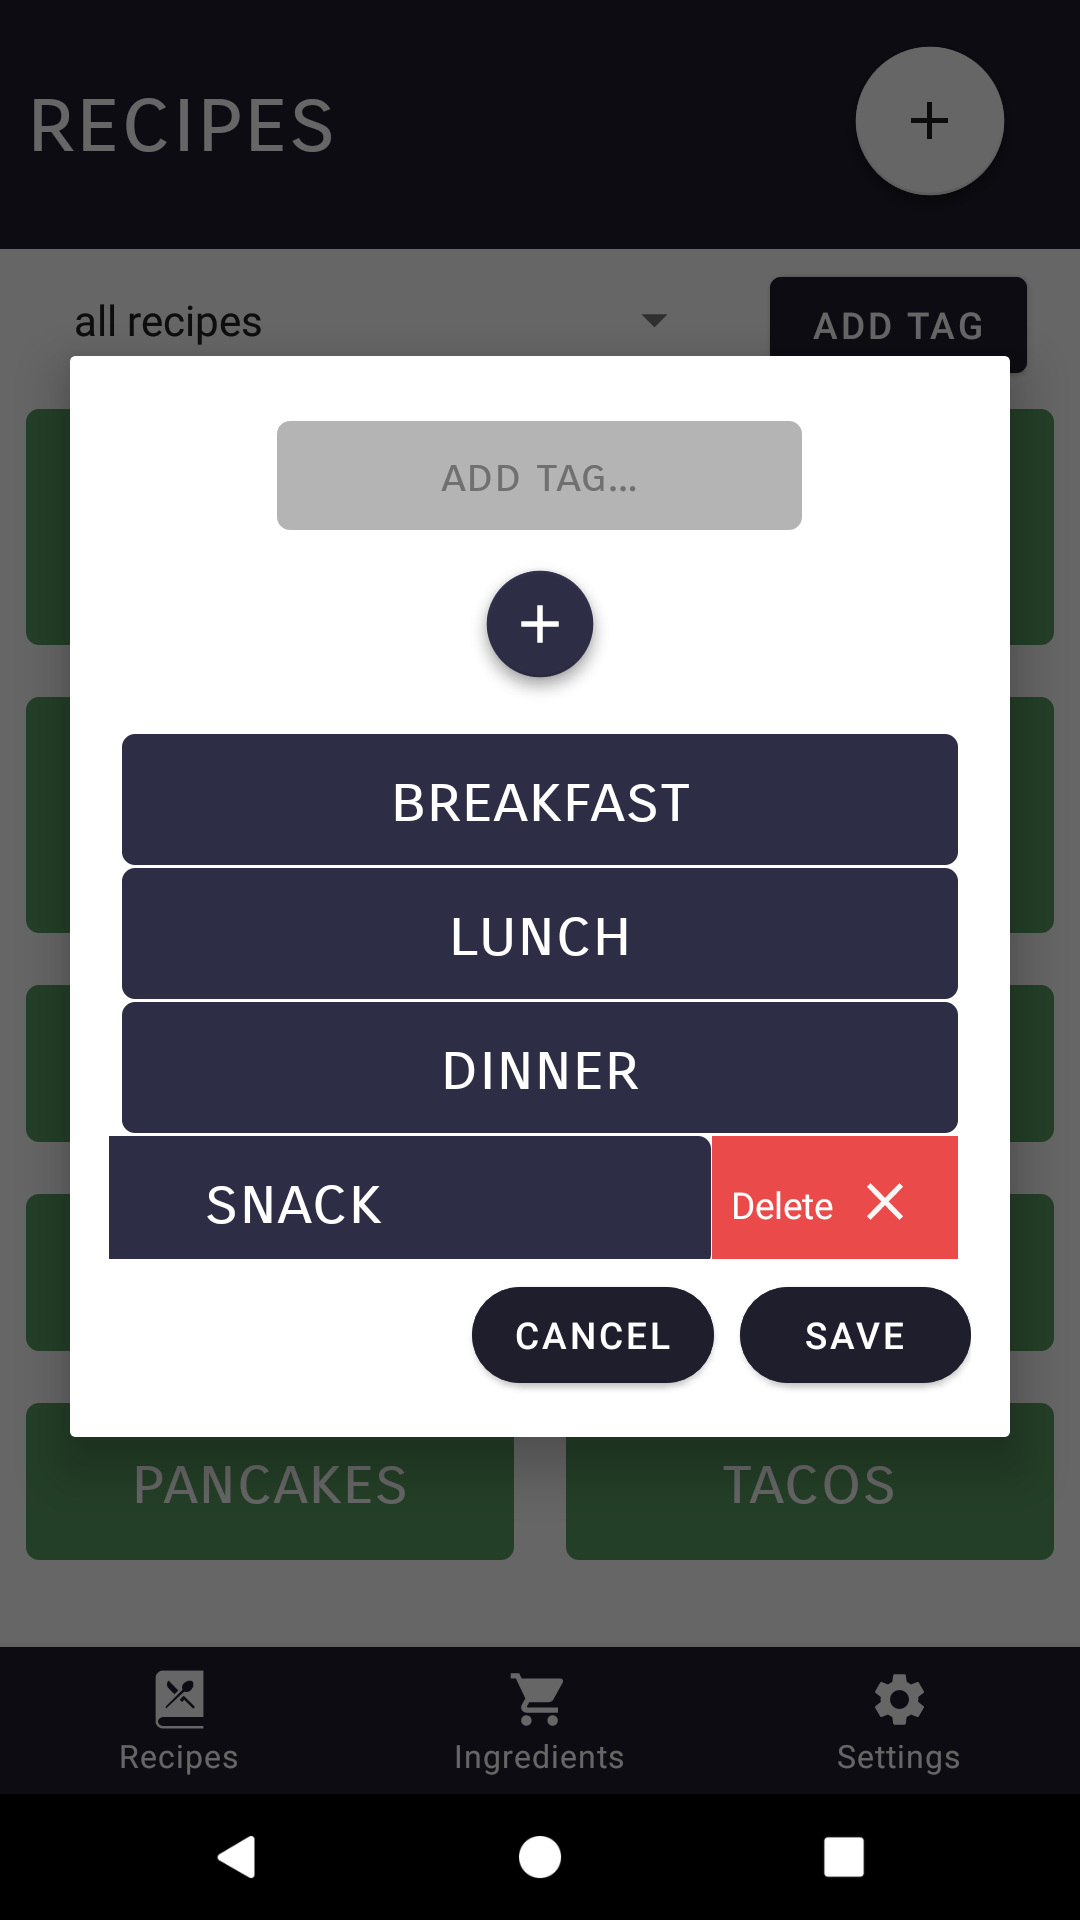 RECIPES
all recipes
ADD TAG
ADD TAG...
BREAKFAST
LUNCH
DINNER
SNACK
Delete
CANCEL
SAVE
PANCAKES
TACOS
Recipes
Ingredients
Settings